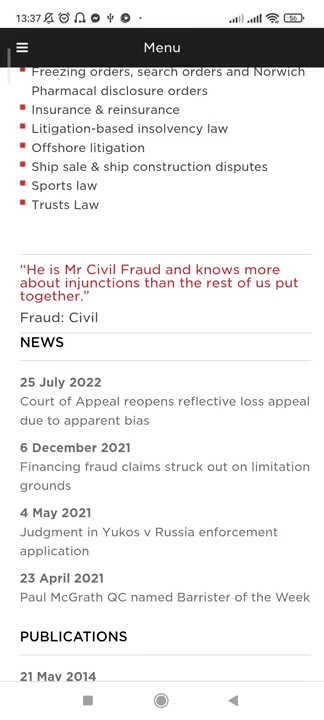 13:37
56
Menu
Freezing orders, search orders and Norwich
Pharmacal disclosure orders
Insurance & reinsurance
Litigation-based insolvency law
Offshore litigation
Ship sale & ship construction disputes
Sports law
Trusts Law
“He is Mr Civil Fraud and knows more
about injunctions than the rest of us put
together.”
Fraud: Civil
NEWS
25 July 2022
Court of Appeal reopens reflective loss appeal
due to apparent bias
6 December 2021
Financing fraud claims struck out on limitation
grounds
4 May 2021
Judgment in Yukos v Russia enforcement
application
23 April 2021
Paul McGrath QC named Barrister of the Week
PUBLICATIONS
21 May 2014